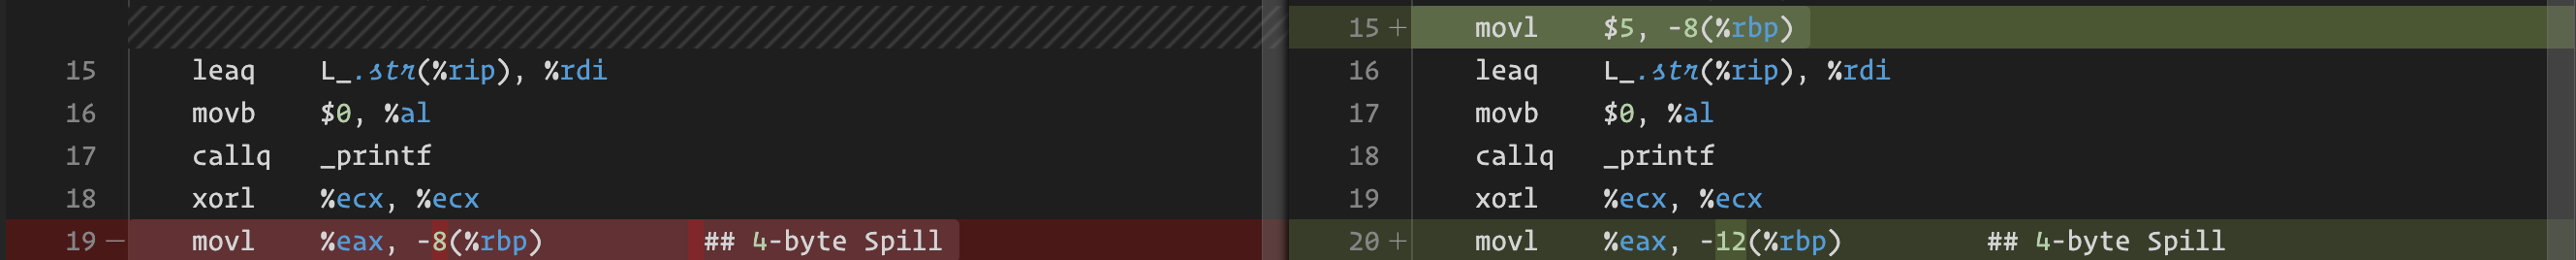 15    leaq    L_.str(%rip), %rdi
16    movb    $0, %al
17    callq   _printf
18    xorl    %ecx, %ecx
19 —  movl    %eax, -8(%rbp)          ## 4-byte Spill
15 +  movl    $5, -8(%rbp)
16    leaq    L_.str(%rip), %rdi
17    movb    $0, %al
18    callq   _printf
19    xorl    %ecx, %ecx
20 +  movl    %eax, -12(%rbp)         ## 4-byte Spill